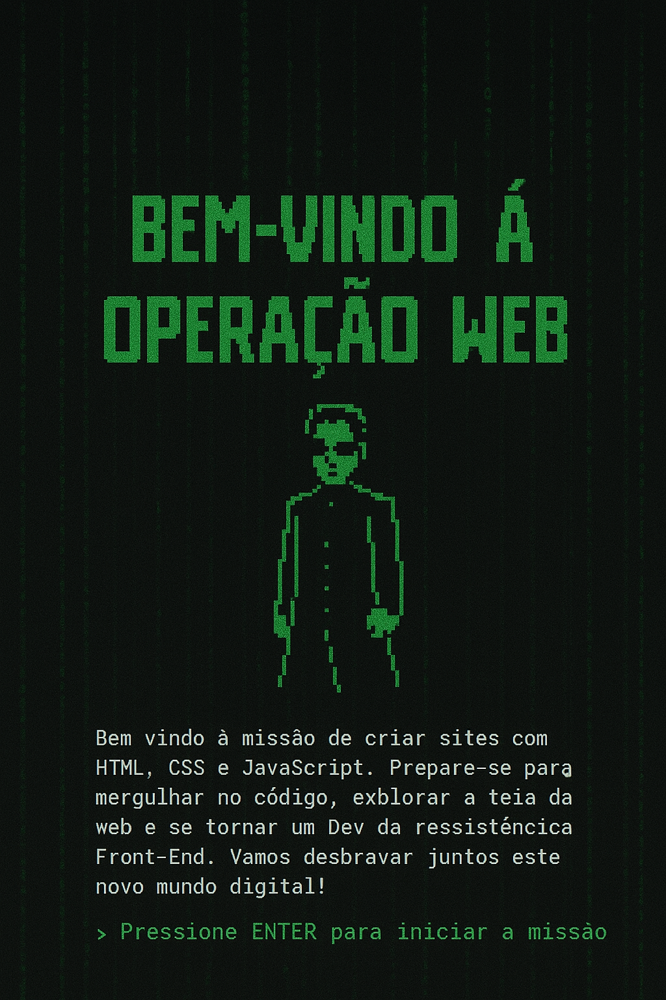 BEM-VINDO Á
OPERAÇÃO WEB
Bem vindo à missâo de criar sites com
HTML, CSS e JavaScript. Prepare-se para
mergulhar no código, exblorar a teia da
web e se tornar um Dev da ressisténcica
Front-End. Vamos desbravar juntos este
novo mundo digital!
> Pressione ENTER para iniciar a missào